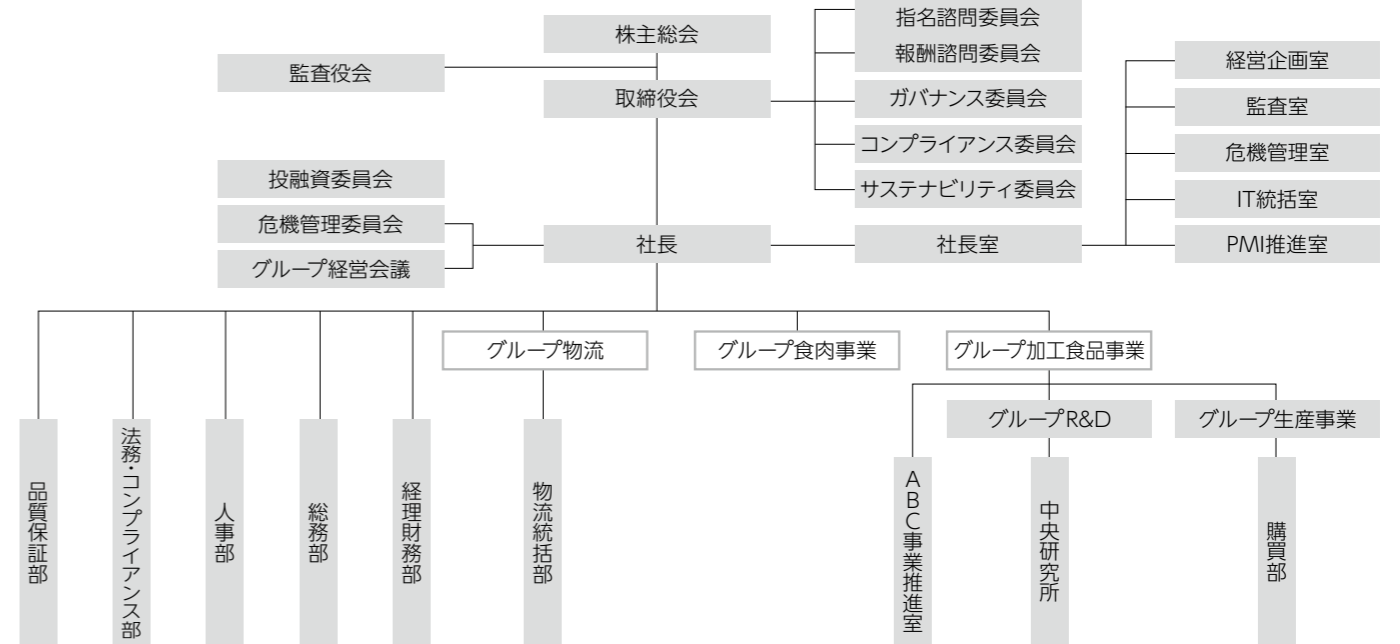 株主総会
監査役会
取締役会
指名諮問委員会
報酬諮問委員会
ガバナンス委員会
コンプライアンス委員会
サステナビリティ委員会
経営企画室
監査室
危機管理室
IT統括室
PMI推進室
投融資委員会
危機管理委員会
グループ経営会議
社長
社長室
グループ物流
グループ食肉事業
グループ加工食品事業
グループR&D
グループ生産事業
品質保証部
法務・コンプライアンス部
人事部
総務部
経理財務部
物流統括部
ABC事業推進室
中央研究所
購買部